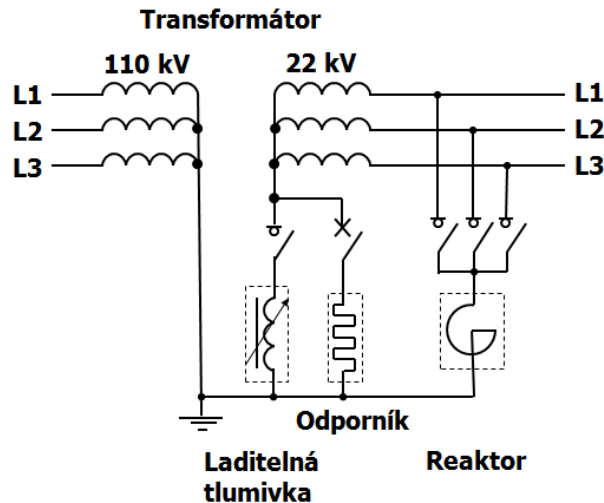 Transformátor
110 kV
22 kV
L1
L1
L2
L2
L3
L3
Odporník
Laditelná
tlumivka
Reaktor